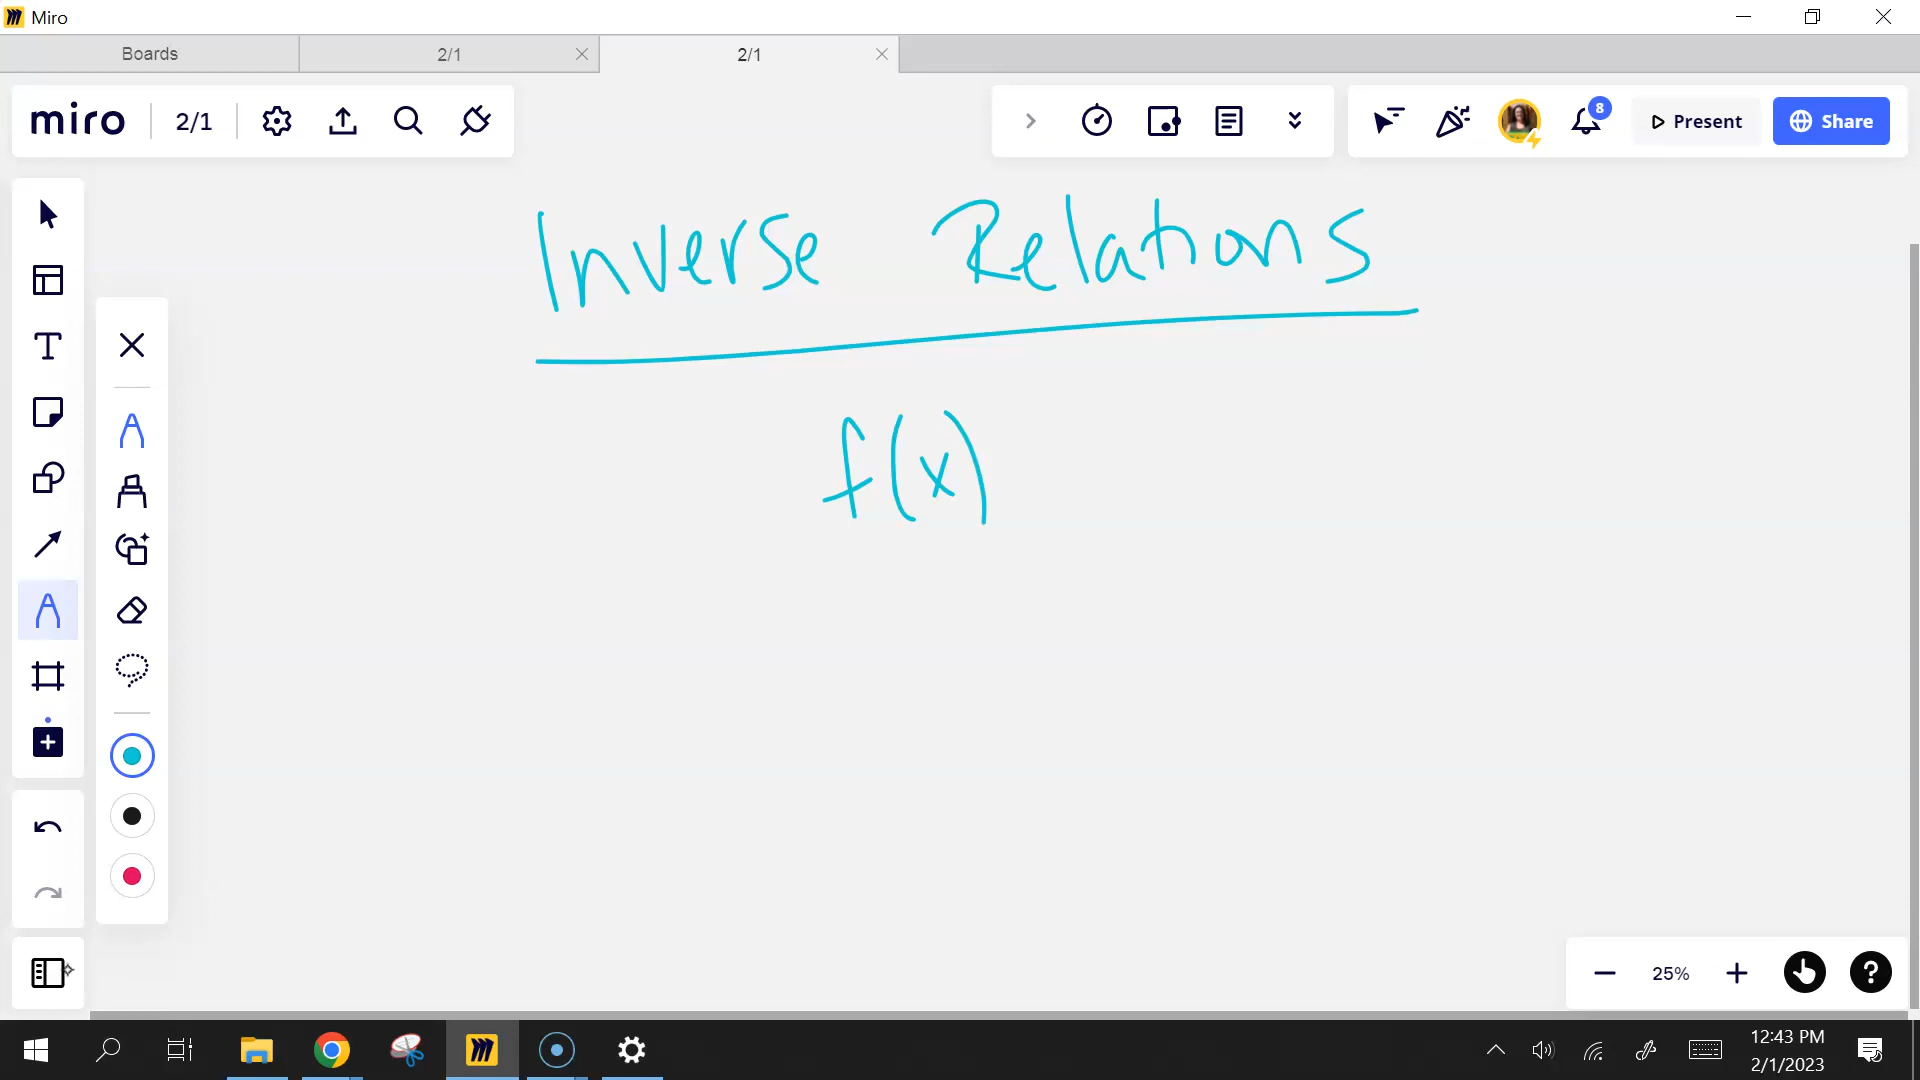 Miro
Boards 2/1 2/1
miro 2/1 8 Present Share
Inverse Relations
f(x)
25%
12:43 PM
2/1/2023